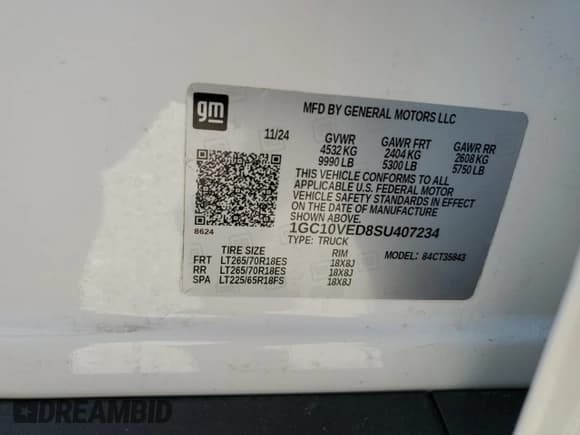 gm
MFD BY GENERAL MOTORS LLC
11/24 GVWR GAWR FRT GAWR RR
4532 KG 2404 KG 2608 KG
9990 LB 5300 LB 5750 LB
THIS VEHICLE CONFORMS TO ALL
APPLICABLE U.S. FEDERAL MOTOR
VEHICLE SAFETY STANDARDS IN EFFECT
ON THE DATE OF MANUFACTURE
SHOWN ABOVE.
8624
1GC10VED8SU407234
TYPE: TRUCK
MODEL: 84CT35843
TIRE SIZE RIM
FRT LT265/70R18ES 18X8J
RR LT265/70R18ES 18X8J
SPA LT225/65R18FS 18X8J
DREAMBID